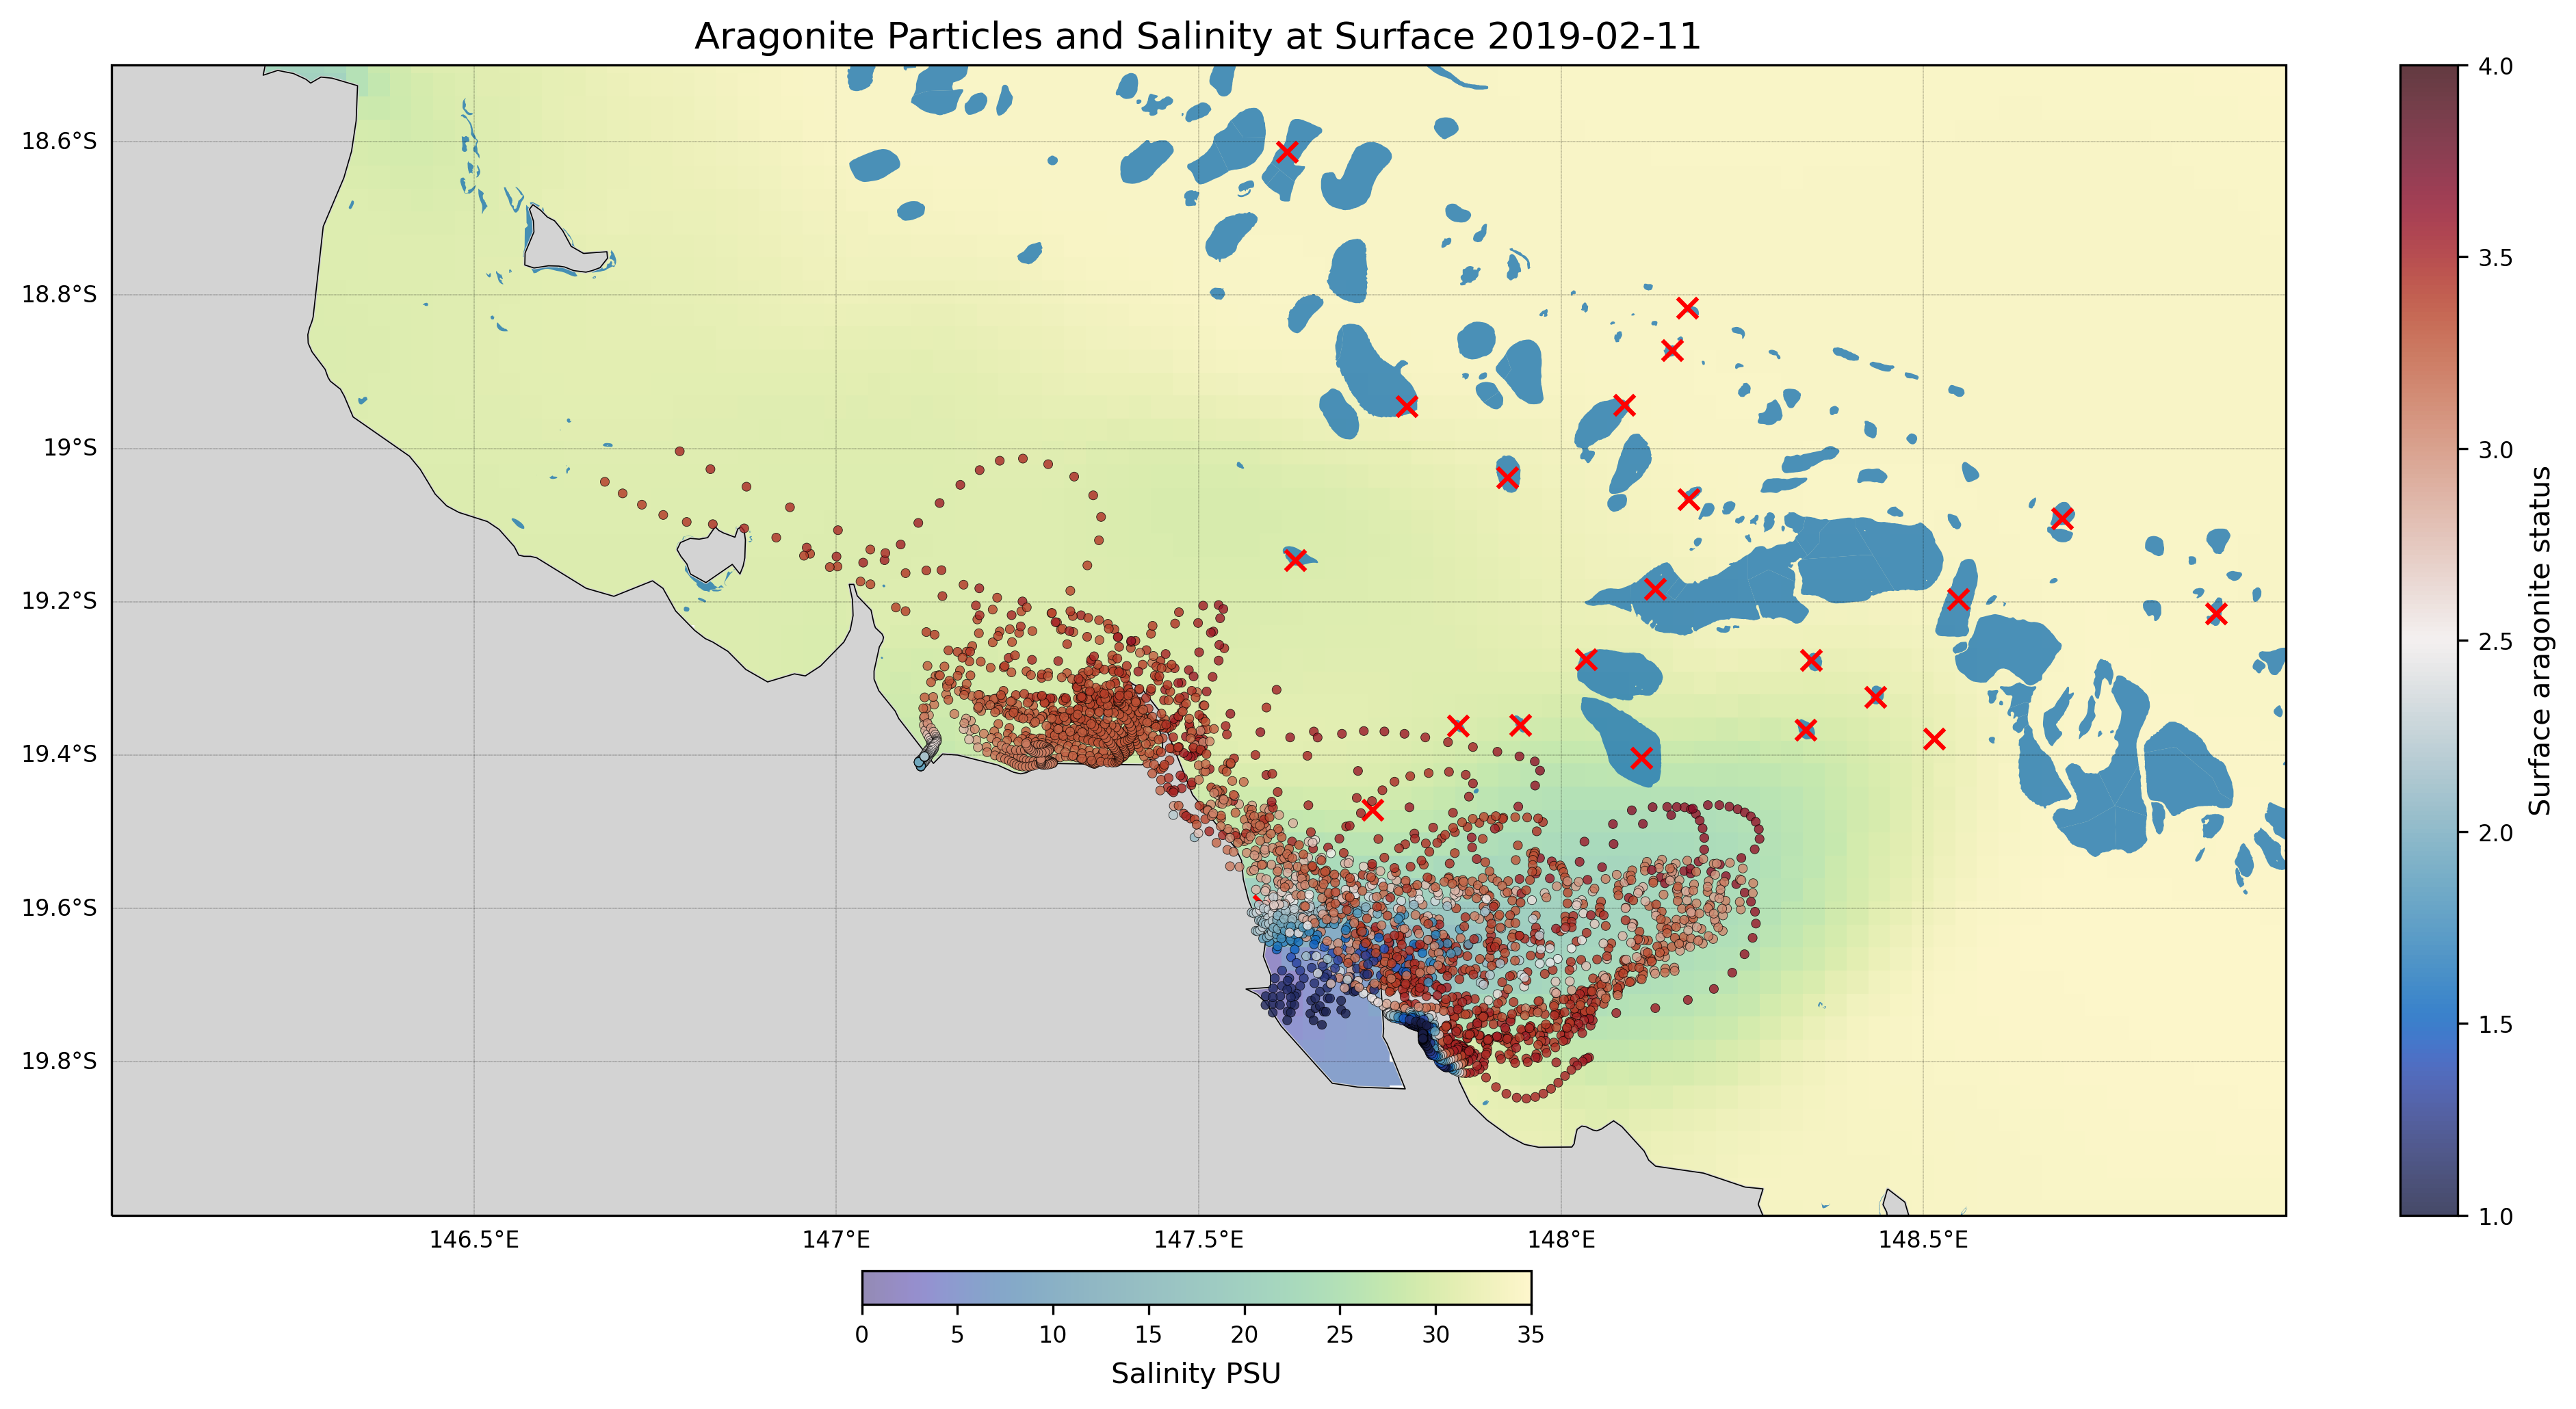 Aragonite Particles and Salinity at Surface 2019-02-11
18.6°S
18.8°S
19°S
19.2°S
19.4°S
19.6°S
19.8°S
146.5°E
147°E
147.5°E
148°E
148.5°E
0
5
10
15
20
25
30
35
Salinity PSU
4.0
3.5
3.0
2.5
2.0
1.5
1.0
Surface aragonite status